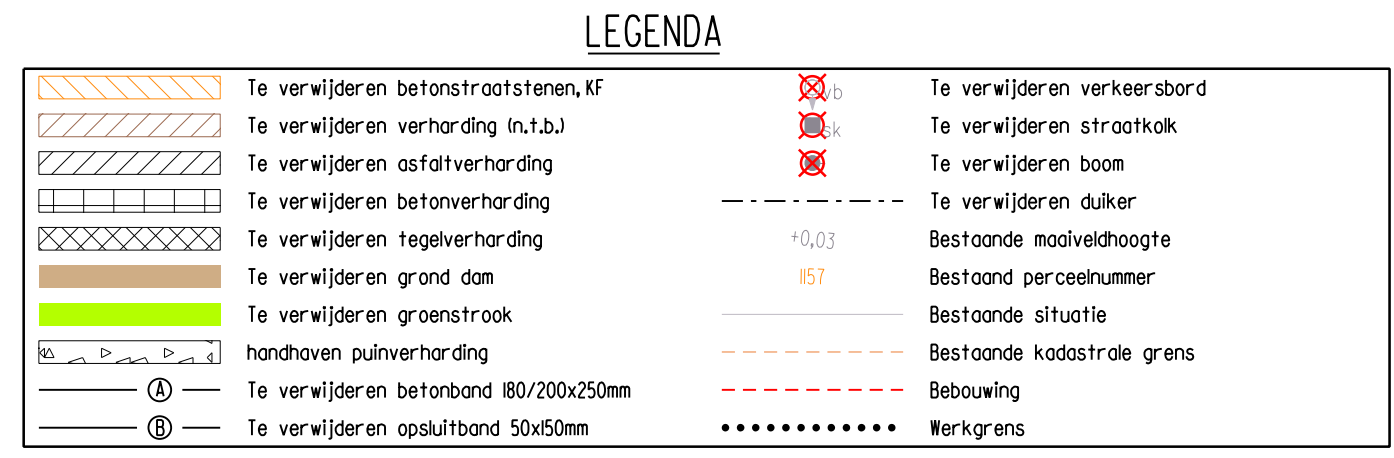 LEGENDA
Te verwijderen betonstraatstenen, KF
Te verwijderen verharding (n.t.b.)
Te verwijderen asfaltverharding
Te verwijderen betonverharding
Te verwijderen tegelverharding
Te verwijderen grond dam
Te verwijderen groenstrook
handhaven puinverharding
A Te verwijderen betonband 180/200x250mm
B Te verwijderen opsluitband 50x150mm
vb Te verwijderen verkeersbord
sk Te verwijderen straatkolk
Te verwijderen boom
Te verwijderen duiker
+0,03 Bestaande maaiveldhoogte
1157 Bestaand perceelnummer
Bestaande situatie
Bestaande kadastrale grens
Bebouwing
Werkgrens